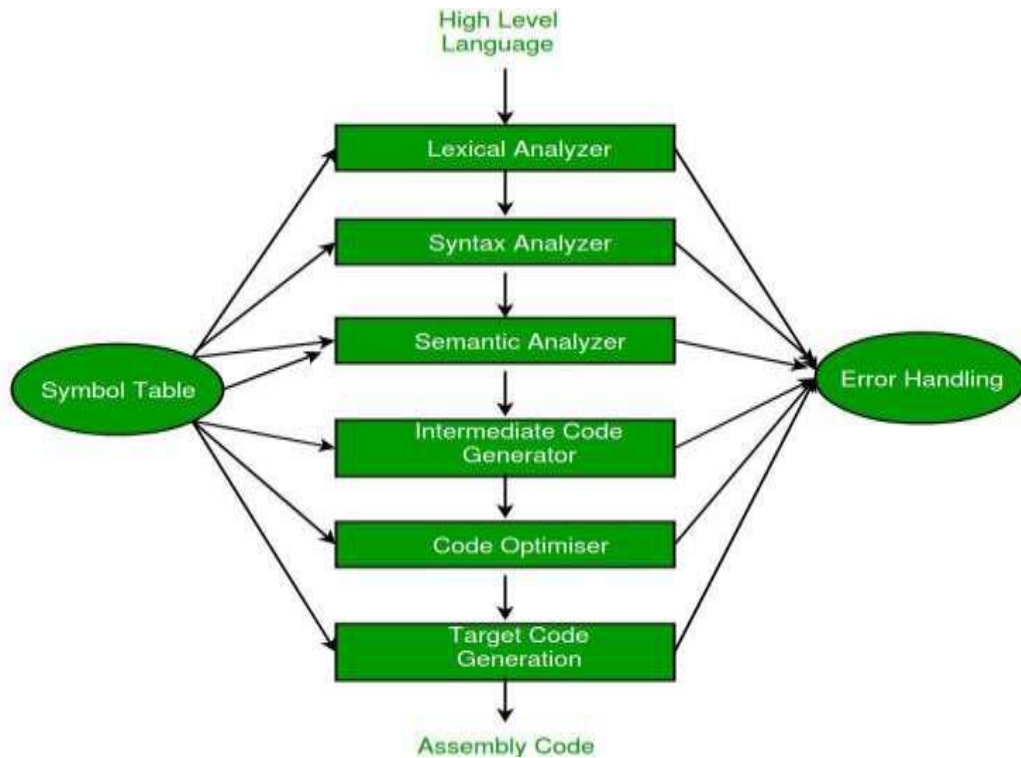 High Level
Language
Lexical Analyzer
Syntax Analyzer
Semantic Analyzer
Symbol Table
Error Handling
Intermediate Code
Generator
Code Optimiser
Target Code
Generation
Assembly Code